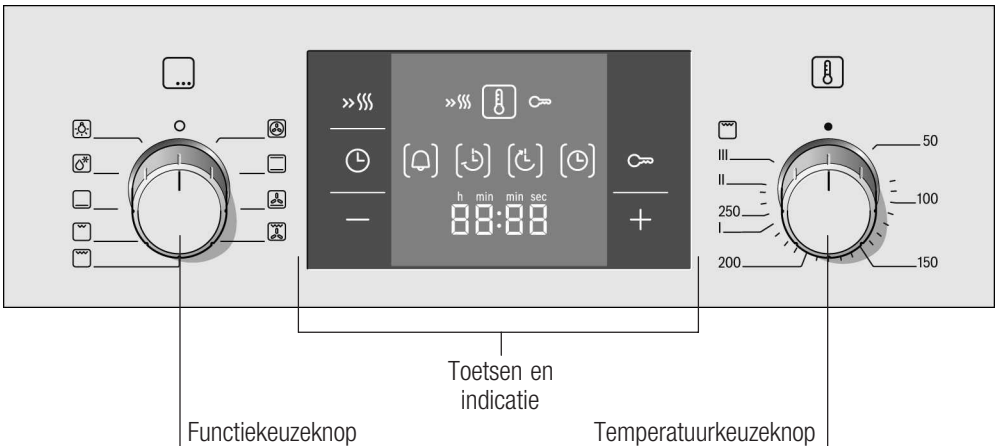 h min min sec
88:88
III
II
250
I
200
50
100
150
Toetsen en
indicatie
Functiekeuzeknop
Temperatuurkeuzeknop